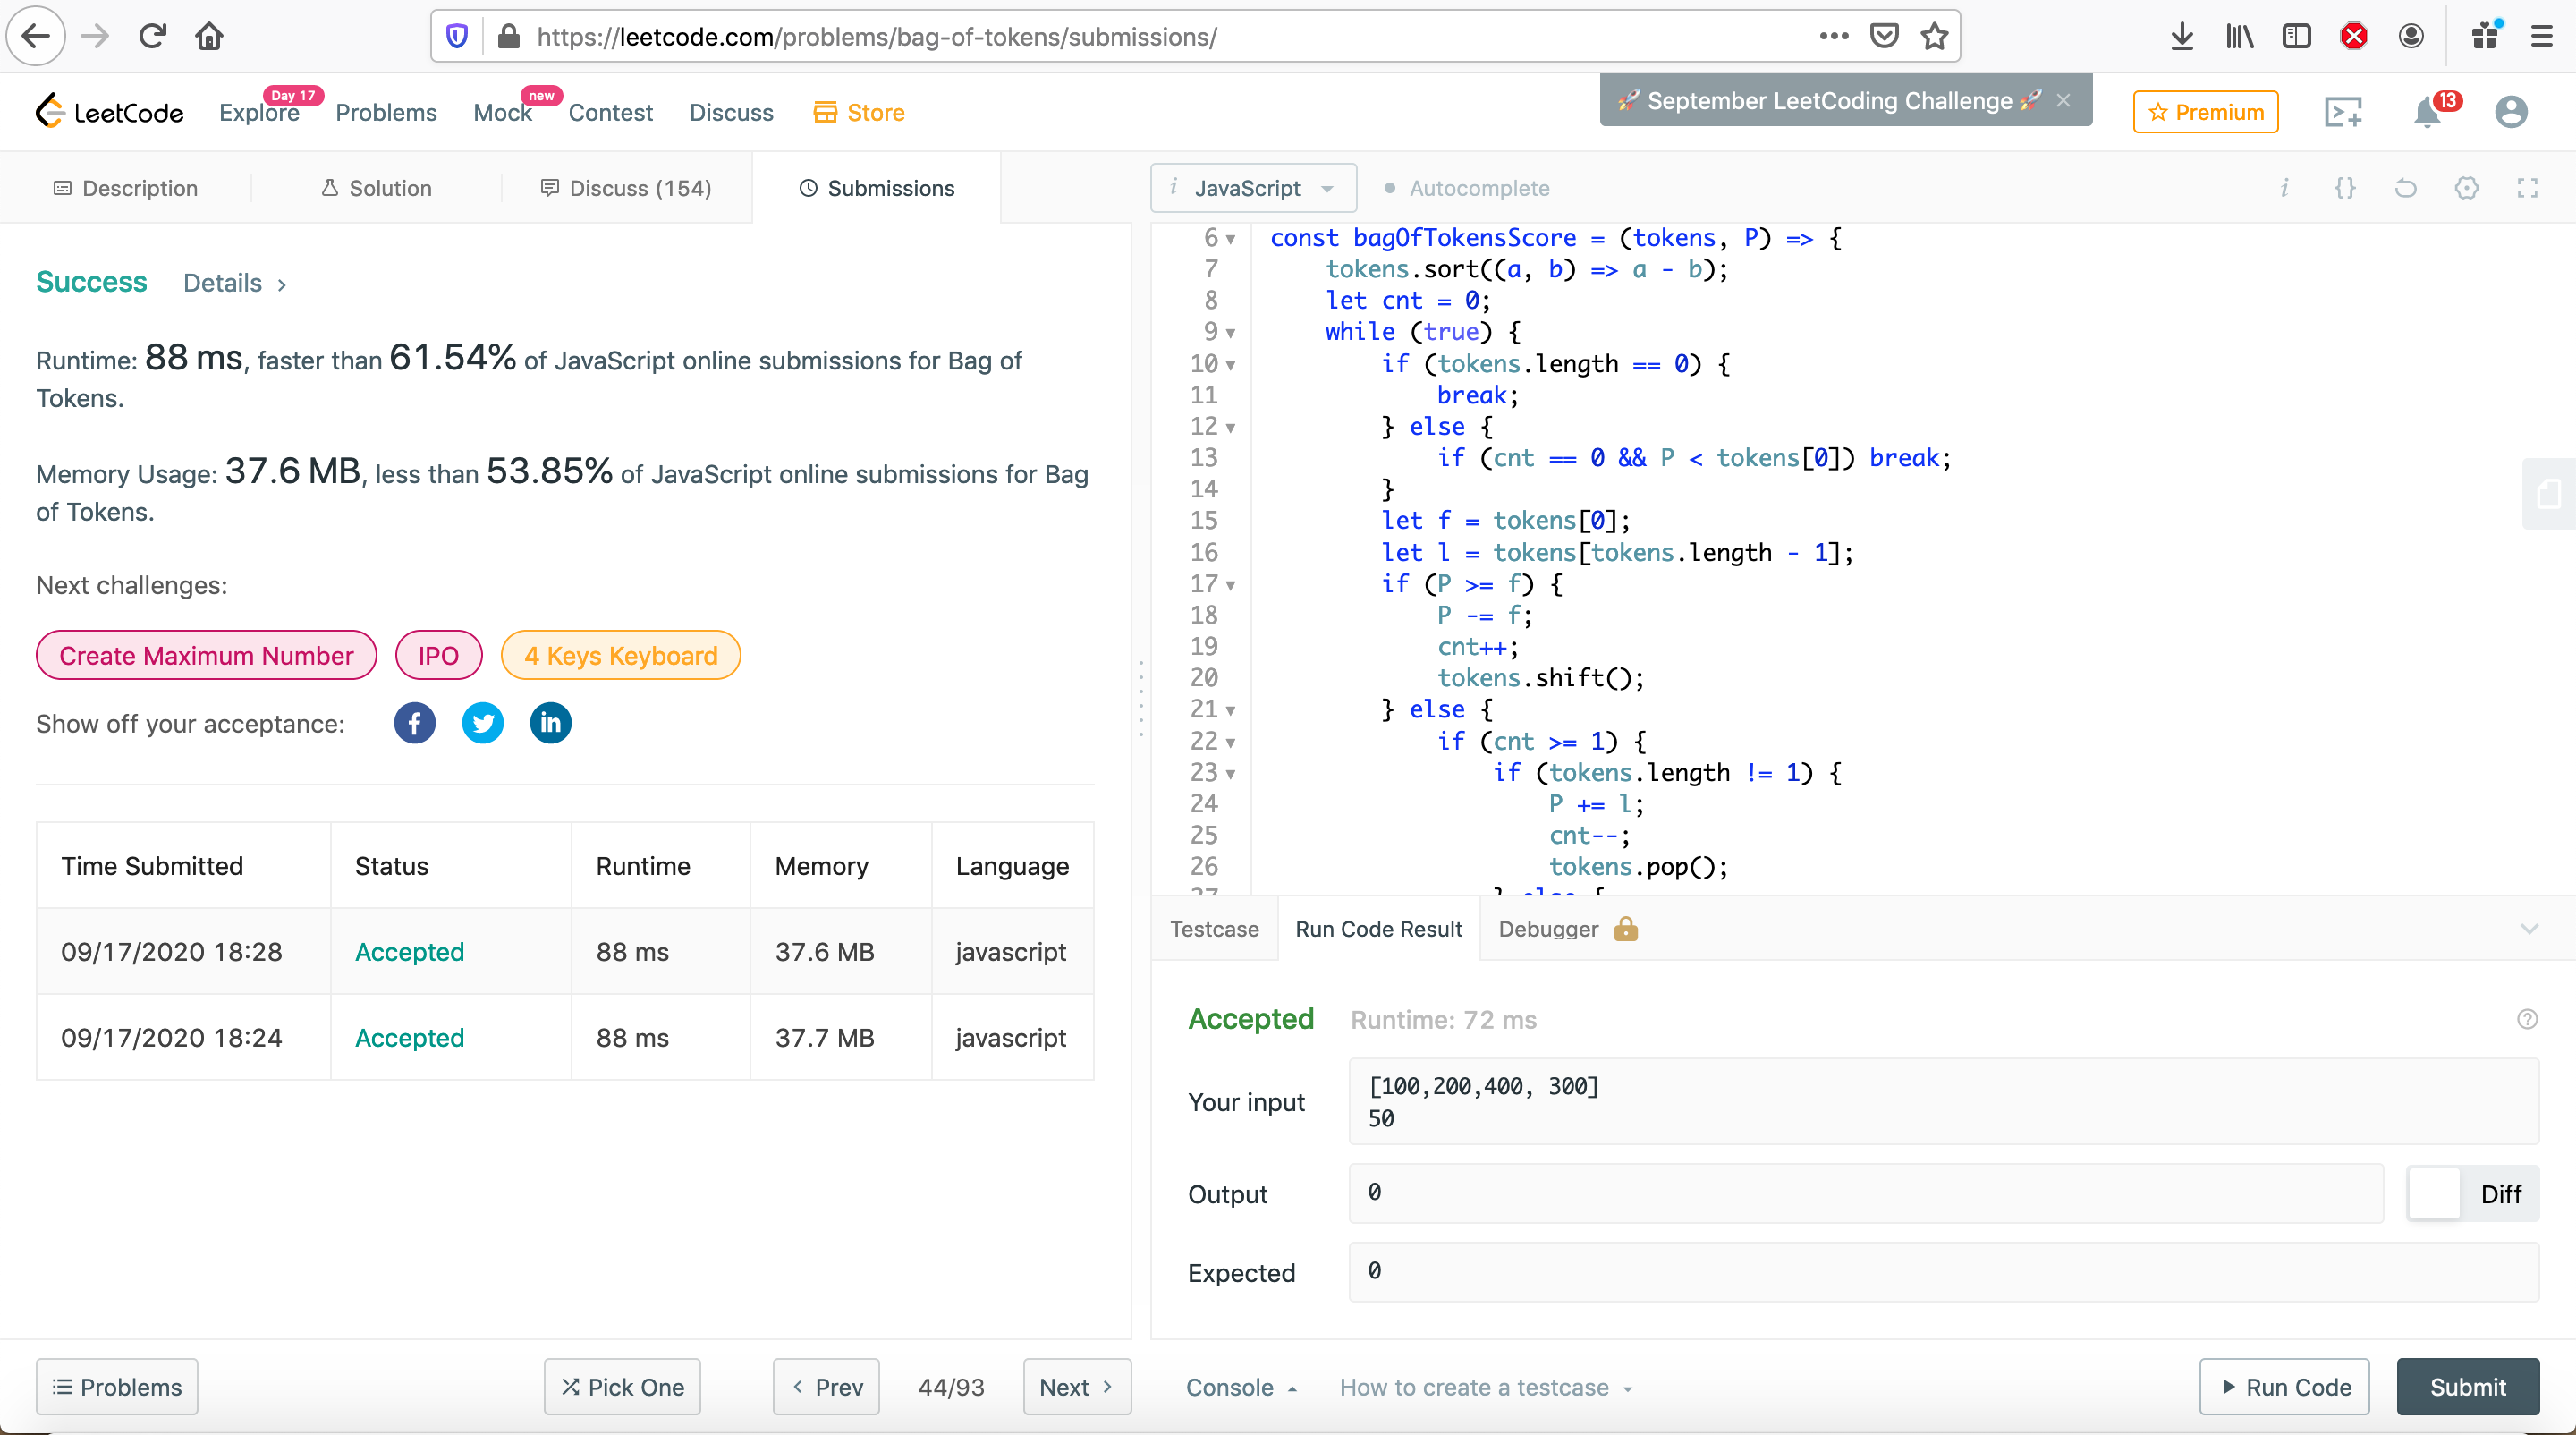 https://leetcode.com/problems/bag-of-tokens/submissions/
LeetCode
Explore
Day 17
Problems
Mock
new
Contest
Discuss
Store
🚀 September LeetCoding Challenge 🚀
Premium
13
Description
Solution
Discuss (154)
Submissions
Success
Details
Runtime: 88 ms, faster than 61.54% of JavaScript online submissions for Bag of
Tokens.
Memory Usage: 37.6 MB, less than 53.85% of JavaScript online submissions for Bag
of Tokens.
Next challenges:
Create Maximum Number
IPO
4 Keys Keyboard
Show off your acceptance:
Time Submitted Status Runtime Memory Language
09/17/2020 18:28 Accepted 88 ms 37.6 MB javascript
09/17/2020 18:24 Accepted 88 ms 37.7 MB javascript
Problems
Pick One
Prev
44/93
Next
i JavaScript
Autocomplete
6 const bagOfTokensScore = (tokens, P) => {
7 tokens.sort((a, b) => a - b);
8 let cnt = 0;
9 while (true) {
10 if (tokens.length == 0) {
11 break;
12 } else {
13 if (cnt == 0 && P < tokens[0]) break;
14 }
15 let f = tokens[0];
16 let l = tokens[tokens.length - 1];
17 if (P >= f) {
18 P -= f;
19 cnt++;
20 tokens.shift();
21 } else {
22 if (cnt >= 1) {
23 if (tokens.length != 1) {
24 P += l;
25 cnt--;
26 tokens.pop();
27 } else {
Testcase
Run Code Result
Debugger
Accepted
Runtime: 72 ms
Your input
[100,200,400, 300]
50
Output
0
Diff
Expected
0
Console
How to create a testcase
Run Code
Submit